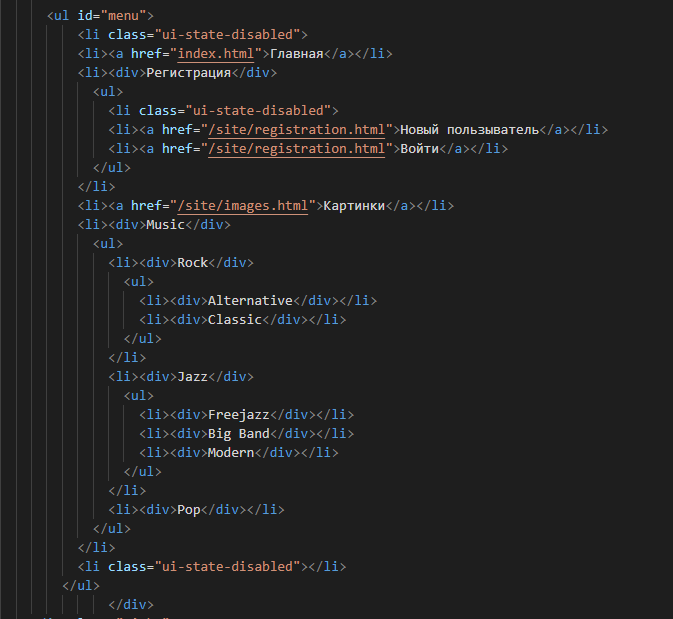 <ul id="menu">
<li class="ui-state-disabled">
<li><a href="index.html">Главная</a></li>
<li><div>Регистрация</div>
<ul>
<li class="ui-state-disabled">
<li><a href="/site/registration.html">Новый пользыватель</a></li>
<li><a href="/site/registration.html">Войти</a></li>
</ul>
</li>
<li><a href="/site/images.html">Картинки</a></li>
<li><div>Music</div>
<ul>
<li><div>Rock</div>
<ul>
<li><div>Alternative</div></li>
<li><div>Classic</div></li>
</ul>
</li>
<li><div>Jazz</div>
<ul>
<li><div>Freejazz</div></li>
<li><div>Big Band</div></li>
<li><div>Modern</div></li>
</ul>
</li>
<li><div>Pop</div></li>
</ul>
</li>
<li class="ui-state-disabled"></li>
</ul>
</div>